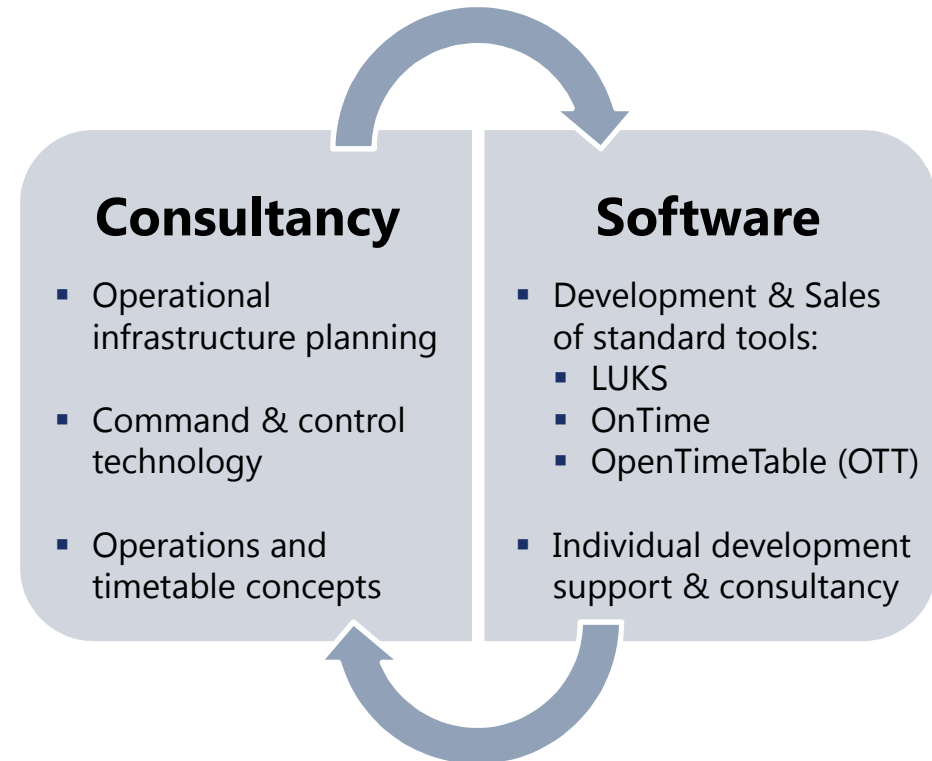 Consultancy
▪ Operational
infrastructure planning
▪ Command & control
technology
▪ Operations and
timetable concepts
Software
▪ Development & Sales
of standard tools:
▪ LUKS
▪ OnTime
▪ OpenTimeTable (OTT)
▪ Individual development
support & consultancy